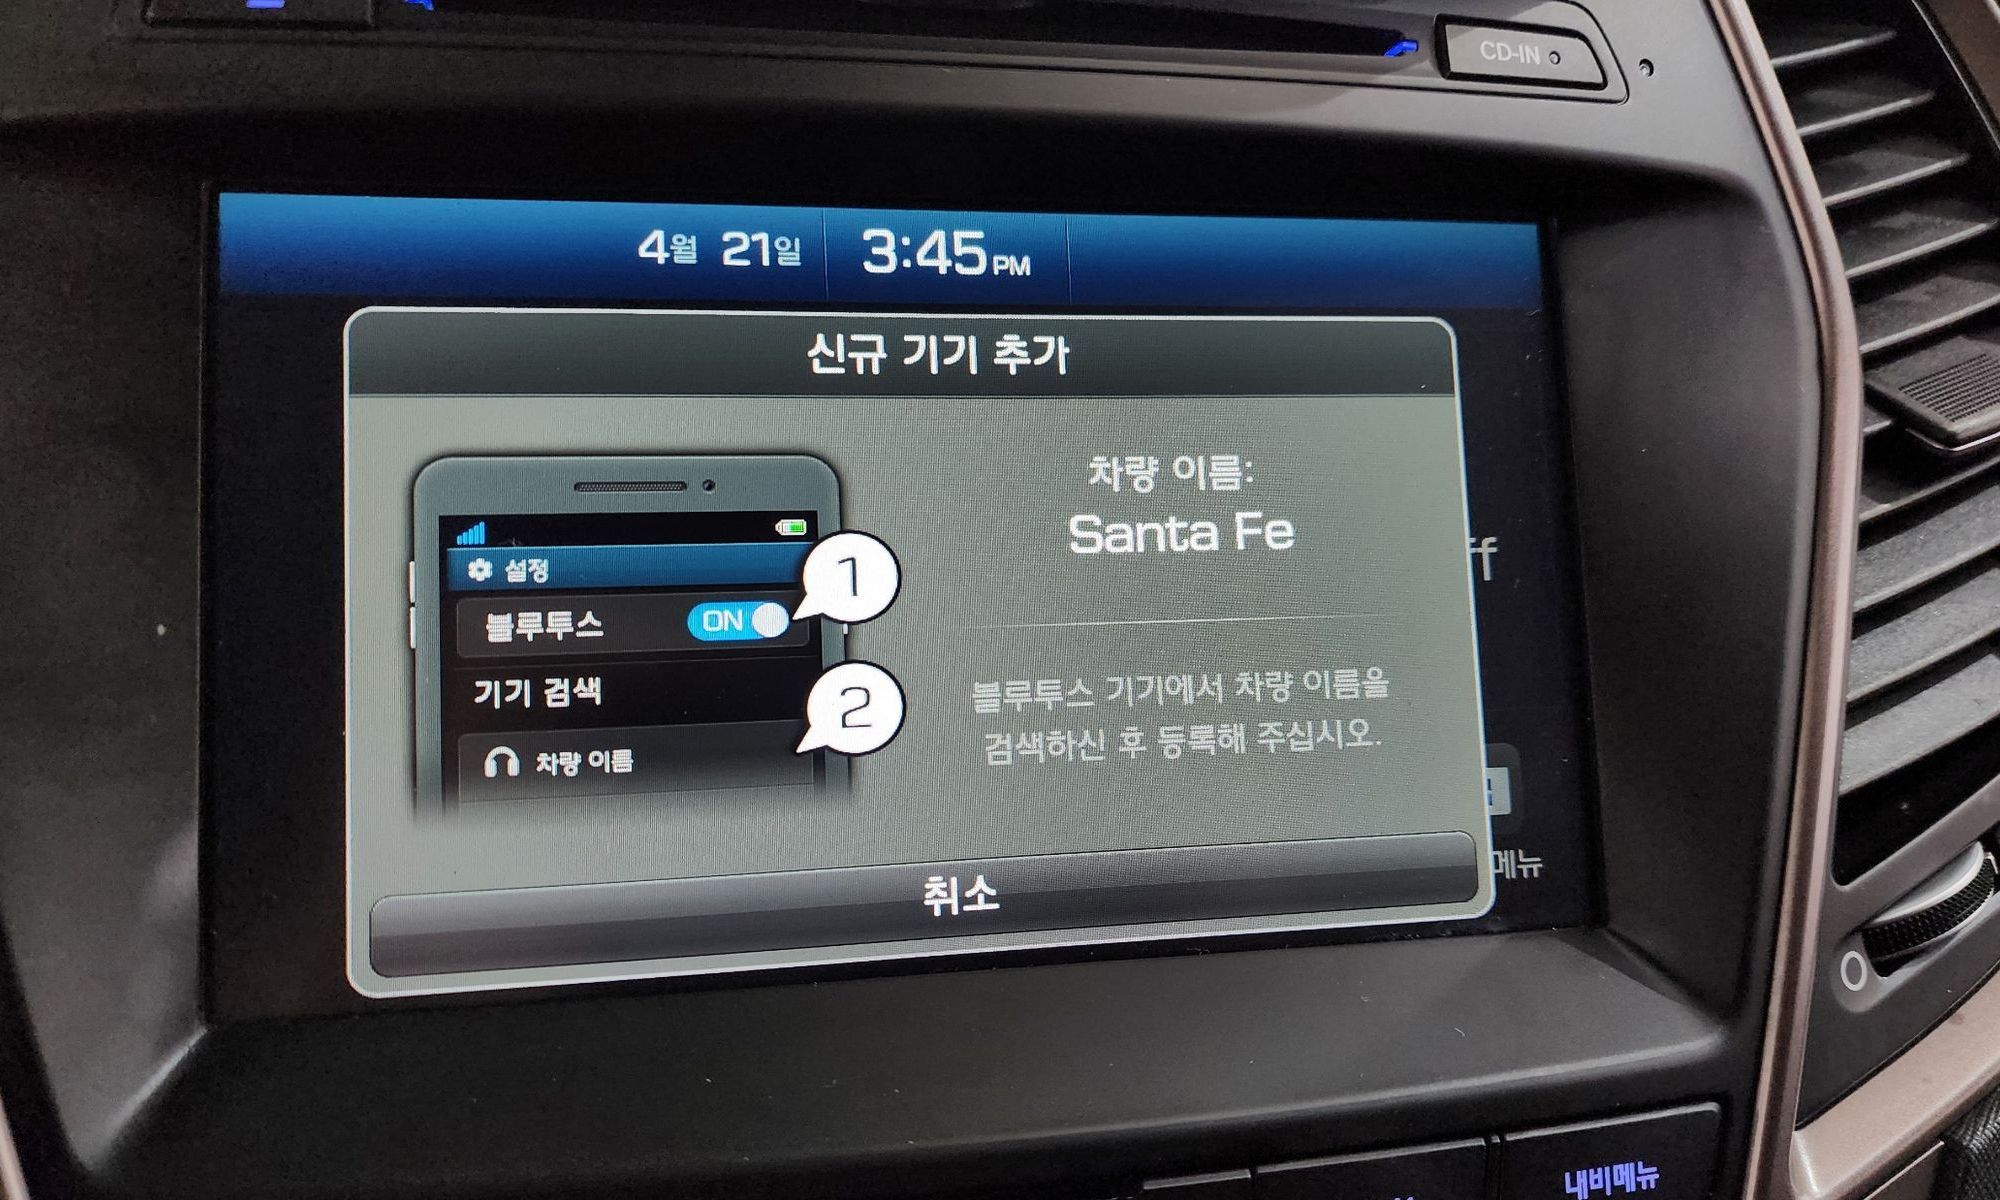 CD-IN
4월 21일 3:45PM
신규 기기 추가
차량 이름:
Santa Fe
설정
블루투스 ON
1
기기 검색
2
차량 이름
블루투스 기기에서 차량 이름을
검색하신 후 등록해 주십시오.
취소
메뉴
내비메뉴